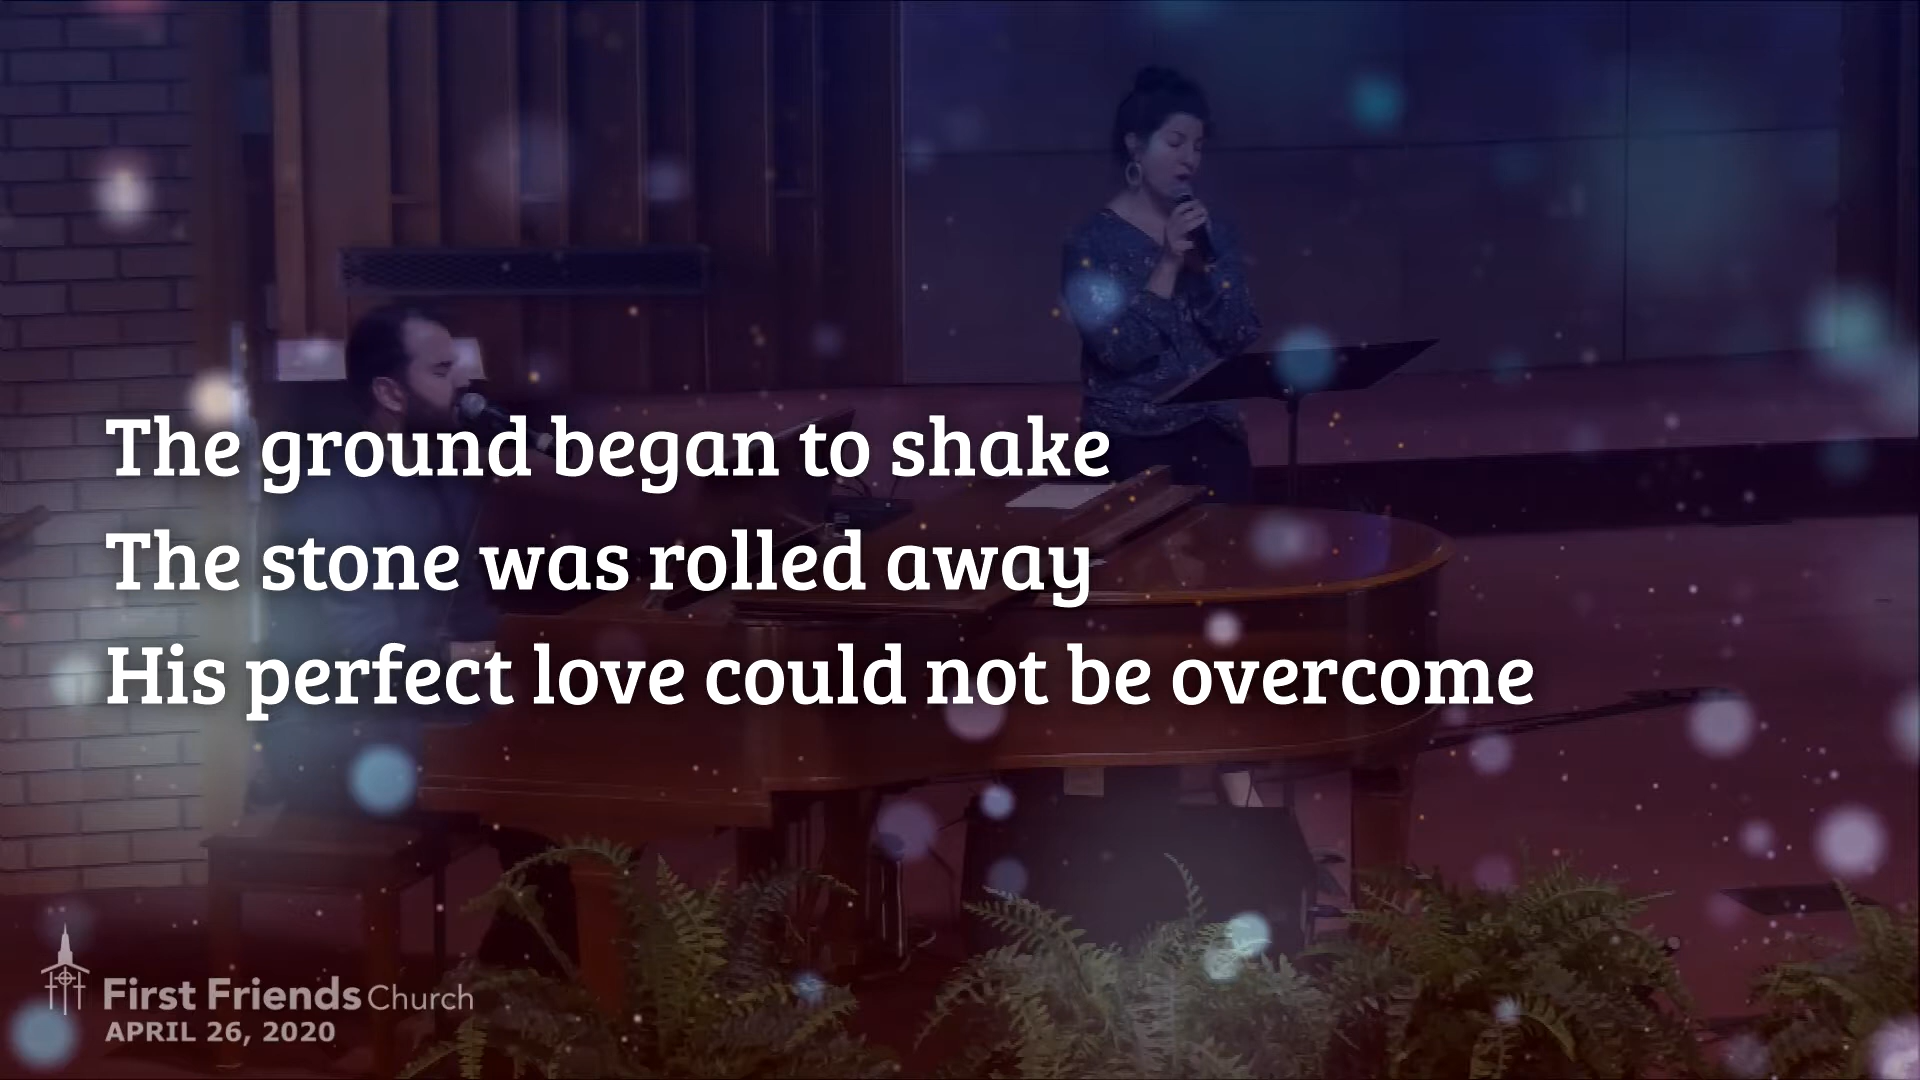 The ground began to shake
The stone was rolled away
His perfect love could not be overcome
First Friends Church
APRIL 26, 2020